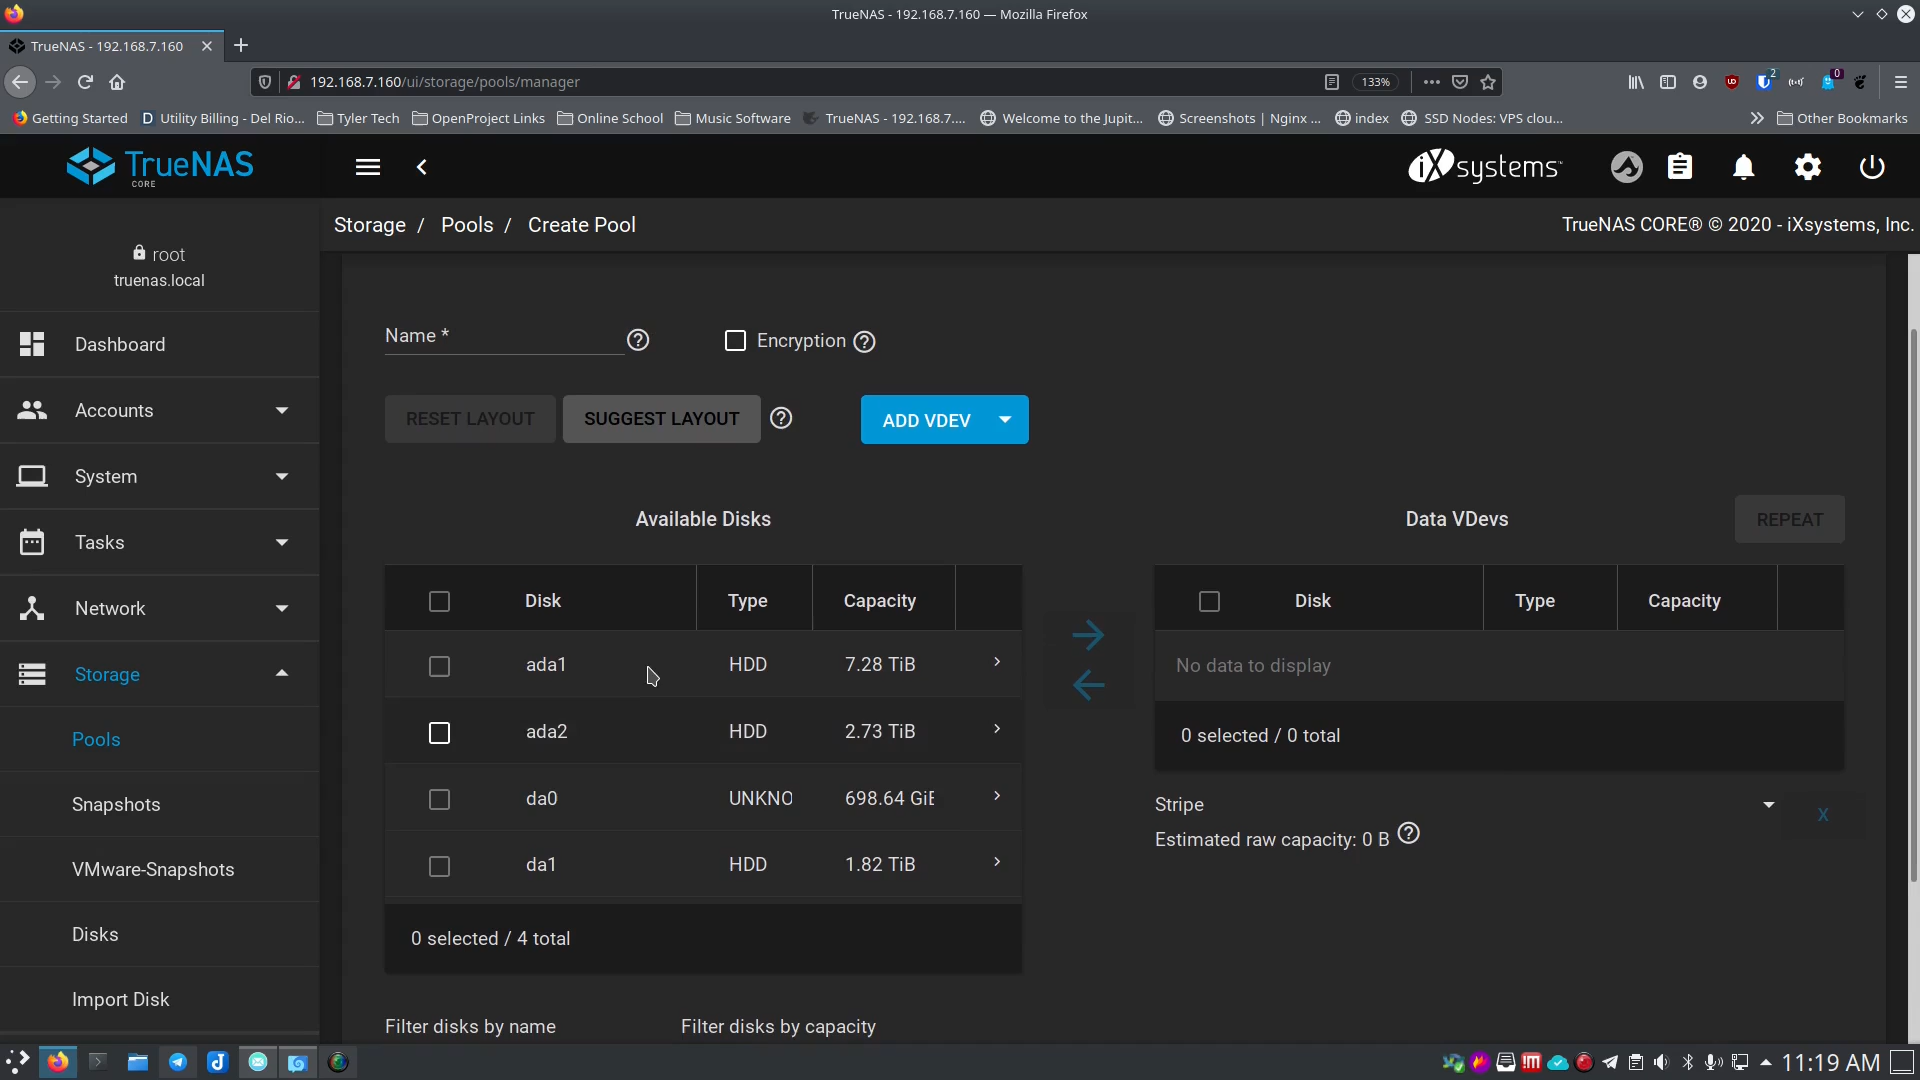 TrueNAS - 192.168.7.160 — Mozilla Firefox
TrueNAS - 192.168.7.160
192.168.7.160/ui/storage/pools/manager
133%
2
0
Getting Started
Utility Billing - Del Rio...
Tyler Tech
OpenProject Links
Online School
Music Software
TrueNAS - 192.168.7....
Welcome to the Jupit...
Screenshots | Nginx ...
index
SSD Nodes: VPS clou...
Other Bookmarks
TrueNAS
CORE
iXsystems
Storage / Pools / Create Pool
TrueNAS CORE® © 2020 - iXsystems, Inc.
root
truenas.local
Dashboard
Accounts
System
Tasks
Network
Storage
Pools
Snapshots
VMware-Snapshots
Disks
Import Disk
Name *
Encryption
RESET LAYOUT
SUGGEST LAYOUT
ADD VDEV
Available Disks
Disk Type Capacity
ada1 HDD 7.28 TiB
ada2 HDD 2.73 TiB
da0 UNKNO 698.64 GiB
da1 HDD 1.82 TiB
0 selected / 4 total
Filter disks by name
Filter disks by capacity
Data VDevs
REPEAT
Disk Type Capacity
No data to display
0 selected / 0 total
Stripe
X
Estimated raw capacity: 0 B
11:19 AM